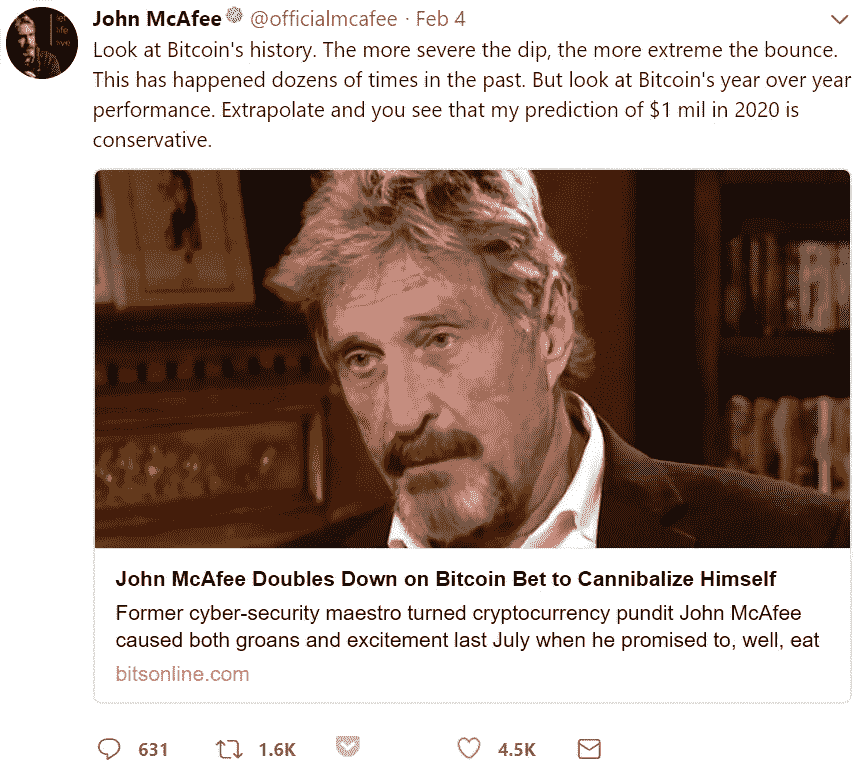 John McAfee @officialmcafee · Feb 4
Look at Bitcoin's history. The more severe the dip, the more extreme the bounce.
This has happened dozens of times in the past. But look at Bitcoin's year over year
performance. Extrapolate and you see that my prediction of $1 mil in 2020 is
conservative.
John McAfee Doubles Down on Bitcoin Bet to Cannibalize Himself
Former cyber-security maestro turned cryptocurrency pundit John McAfee
caused both groans and excitement last July when he promised to, well, eat
bitsonline.com
631 1.6K 4.5K